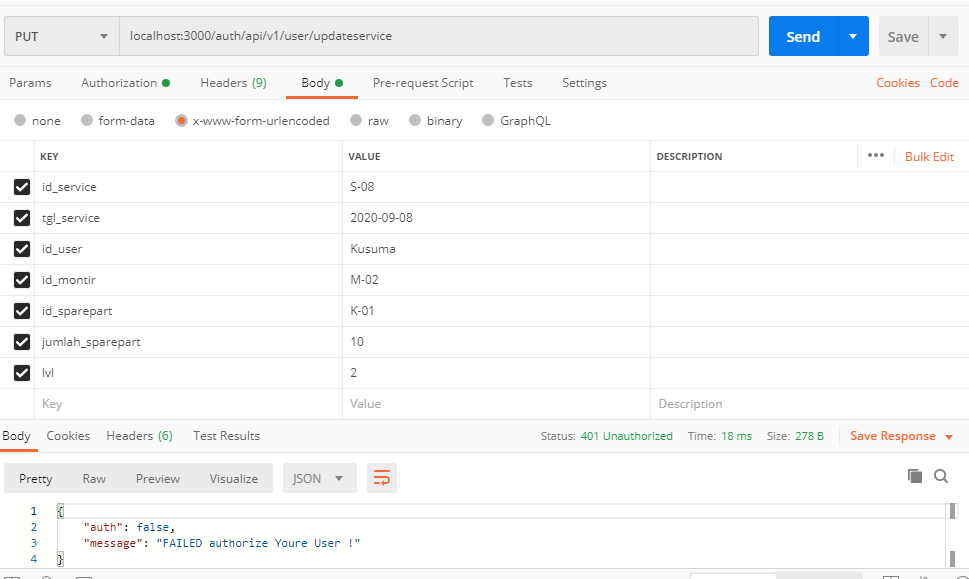 PUT localhost:3000/auth/api/v1/user/updateservice Send Save
Params Authorization Headers (9) Body Pre-request Script Tests Settings Cookies Code
none form-data x-www-form-urlencoded raw binary GraphQL
KEY VALUE DESCRIPTION ••• Bulk Edit
id_service S-08
tgl_service 2020-09-08
id_user Kusuma
id_montir M-02
id_sparepart K-01
jumlah_sparepart 10
lvl 2
Key Value Description
Body Cookies Headers (6) Test Results Status: 401 Unauthorized Time: 18 ms Size: 278 B Save Response
Pretty Raw Preview Visualize JSON
1 {
2 "auth": false,
3 "message": "FAILED authorize Youre User !"
4 }